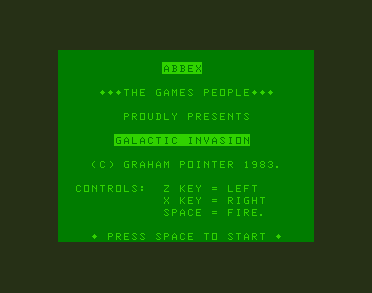 ABBEX
◆◆◆THE GAMES PEOPLE◆◆◆
PROUDLY PRESENTS
GALACTIC INVASION
(C) GRAHAM POINTER 1983.
CONTROLS: Z KEY = LEFT
X KEY = RIGHT
SPACE = FIRE.
◆ PRESS SPACE TO START ◆